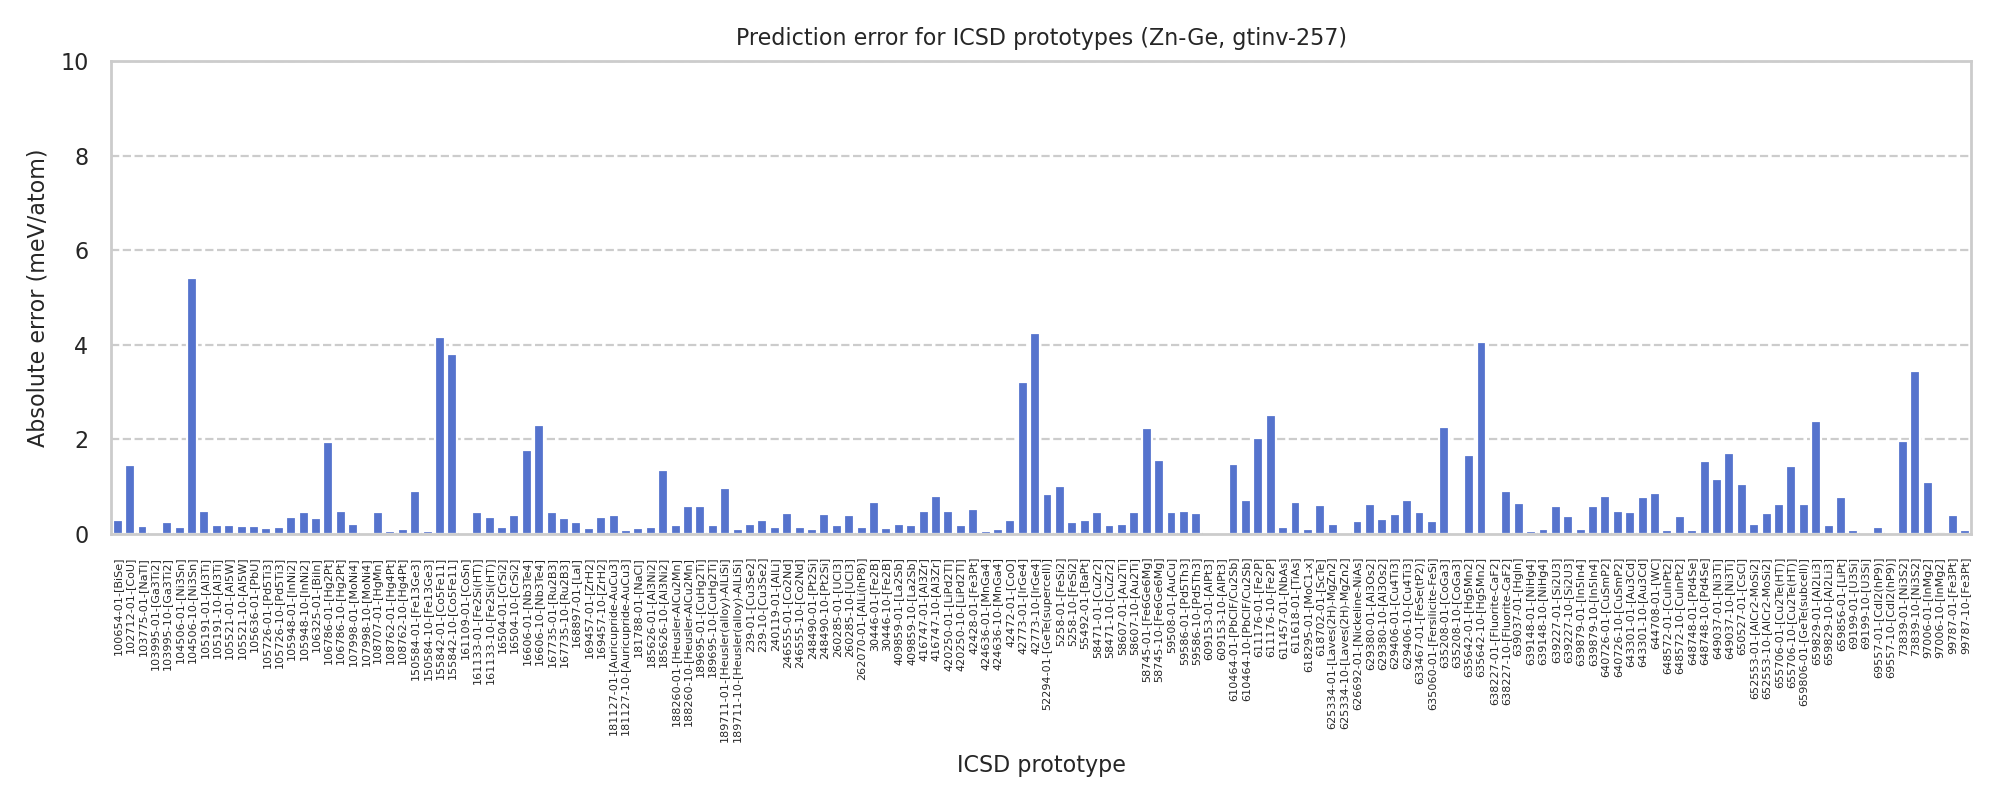 Prediction error for ICSD prototypes (Zn-Ge, gtinv-257)
Absolute error (meV/atom)
10
8
6
4
2
0
100654-01-[BiSe]
102712-01-[CoU]
103775-01-[NaTl]
103995-01-[Ga3Ti2]
103995-10-[Ga3Ti2]
104506-01-[Ni3Sn]
104506-10-[Ni3Sn]
105191-01-[Al3Ti]
105191-10-[Al3Ti]
105521-01-[Al5W]
105521-10-[Al5W]
105636-01-[PbU]
105726-01-[Pd5Ti3]
105726-10-[Pd5Ti3]
105948-01-[InNi2]
105948-10-[InNi2]
106325-01-[BiIn]
106786-01-[Hg2Pt]
106786-10-[Hg2Pt]
107998-01-[MoNi4]
107998-10-[MoNi4]
108707-01-[HgMn]
108762-01-[Hg4Pt]
108762-10-[Hg4Pt]
150584-01-[Fe13Ge3]
150584-10-[Fe13Ge3]
155842-01-[Co5Fe11]
155842-10-[Co5Fe11]
161109-01-[CoSn]
161133-01-[Fe2Si(HT)]
161133-10-[Fe2Si(HT)]
16504-01-[CrSi2]
16504-10-[CrSi2]
16606-01-[Nb3Te4]
16606-10-[Nb3Te4]
167735-01-[Ru2B3]
167735-10-[Ru2B3]
168897-01-[LaI]
169457-01-[ZrH2]
169457-10-[ZrH2]
181127-01-[Auricupride-AuCu3]
181127-10-[Auricupride-AuCu3]
181788-01-[NaCl]
185626-01-[Al3Ni2]
185626-10-[Al3Ni2]
188260-01-[Heusler-AlCu2Mn]
188260-10-[Heusler-AlCu2Mn]
189695-01-[CuHg2Ti]
189695-10-[CuHg2Ti]
189711-01-[Heusler(alloy)-AlLiSi]
189711-10-[Heusler(alloy)-AlLiSi]
239-01-[Cu3Se2]
239-10-[Cu3Se2]
240119-01-[AlLi]
246555-01-[Co2Nd]
246555-10-[Co2Nd]
248490-01-[Pt2Si]
248490-10-[Pt2Si]
260285-01-[UCl3]
260285-10-[UCl3]
262070-01-[AlLi(hP8)]
30446-01-[Fe2B]
30446-10-[Fe2B]
409859-01-[La2Sb]
409859-10-[La2Sb]
416747-01-[Al3Zr]
416747-10-[Al3Zr]
420250-01-[LiPd2Tl]
420250-10-[LiPd2Tl]
42428-01-[Fe3Pt]
424636-01-[MnGa4]
424636-10-[MnGa4]
42472-01-[CoO]
42773-01-[IrGe4]
42773-10-[IrGe4]
52294-01-[GeTe(supercell)]
5258-01-[FeSi2]
5258-10-[FeSi2]
55492-01-[BaPt]
58471-01-[CuZr2]
58471-10-[CuZr2]
58607-01-[Au2Ti]
58607-10-[Au2Ti]
58745-01-[Fe6Ge6Mg]
58745-10-[Fe6Ge6Mg]
59508-01-[AuCu]
59586-01-[Pd5Th3]
59586-10-[Pd5Th3]
609153-01-[AlPt3]
609153-10-[AlPt3]
610464-01-[PbClF/Cu2Sb]
610464-10-[PbClF/Cu2Sb]
611176-01-[Fe2P]
611176-10-[Fe2P]
611457-01-[NbAs]
611618-01-[TiAs]
618295-01-[MoC1-x]
618702-01-[ScTe]
625334-01-[Laves(2H)-MgZn2]
625334-10-[Laves(2H)-MgZn2]
626692-01-[Nickeline-NiAs]
629380-01-[Al3Os2]
629380-10-[Al3Os2]
629406-01-[Cu4Ti3]
629406-10-[Cu4Ti3]
633467-01-[FeSe(tP2)]
635060-01-[Fersilicite-FeSi]
635208-01-[CoGa3]
635208-10-[CoGa3]
635642-01-[Hg5Mn2]
635642-10-[Hg5Mn2]
638227-01-[Fluorite-CaF2]
638227-10-[Fluorite-CaF2]
639037-01-[HgIn]
639148-01-[NiHg4]
639148-10-[NiHg4]
639227-01-[Si2U3]
639227-10-[Si2U3]
639879-01-[In5In4]
639879-10-[In5In4]
640726-01-[CuSmP2]
640726-10-[CuSmP2]
643301-01-[Au3Cd]
643301-10-[Au3Cd]
644708-01-[WC]
648572-01-[CuInPt2]
648572-10-[CuInPt2]
648748-01-[Pd4Se]
648748-10-[Pd4Se]
649037-01-[Ni3Ti]
649037-10-[Ni3Ti]
650527-01-[CsCl]
652553-01-[AlCr2-MoSi2]
652553-10-[AlCr2-MoSi2]
655706-01-[Cu2Te(HT)]
655706-10-[Cu2Te(HT)]
659806-01-[GeTe(subcell)]
659829-01-[Al2Li3]
659829-10-[Al2Li3]
659856-01-[LiPt]
69199-01-[U3Si]
69199-10-[U3Si]
69557-01-[CdI2(hP9)]
69557-10-[CdI2(hP9)]
73839-01-[Ni3S2]
73839-10-[Ni3S2]
97006-01-[InMg2]
97006-10-[InMg2]
99787-01-[Fe3Pt]
99787-10-[Fe3Pt]
ICSD prototype